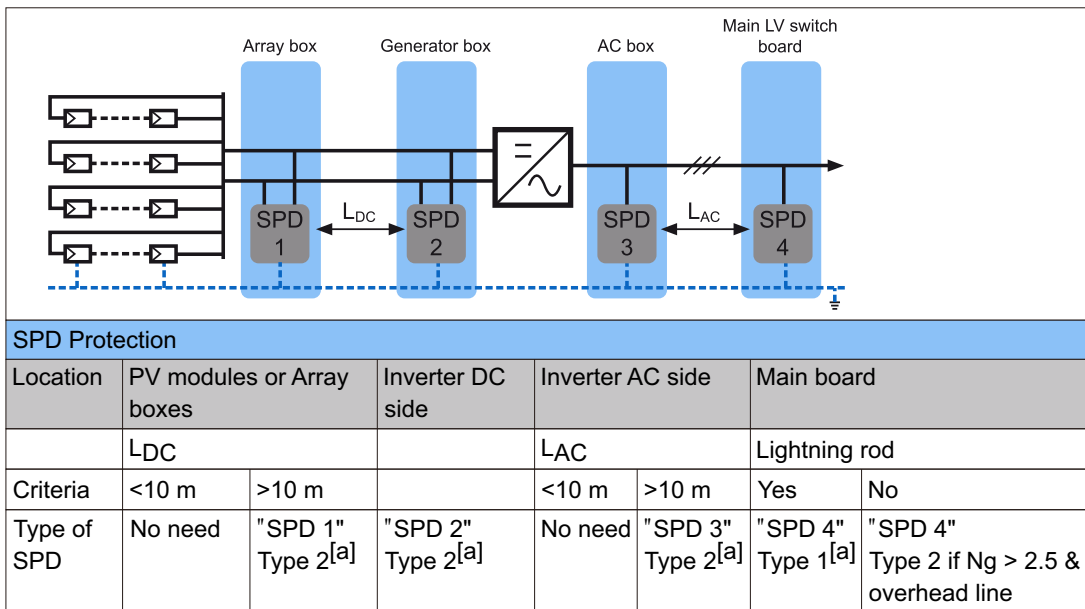 Array box
Generator box
AC box
Main LV switch
board
SPD
1
LDC
SPD
2
SPD
3
LAC
SPD
4
SPD Protection
Location
PV modules or Array
boxes
Inverter DC
side
Inverter AC side
Main board
LDC
LAC
Lightning rod
Criteria
<10 m
>10 m
<10 m
>10 m
Yes
No
Type of
SPD
No need
"SPD 1"
Type 2[a]
"SPD 2"
Type 2[a]
No need
"SPD 3"
Type 2[a]
"SPD 4"
Type 1[a]
"SPD 4"
Type 2 if Ng > 2.5 &
overhead line